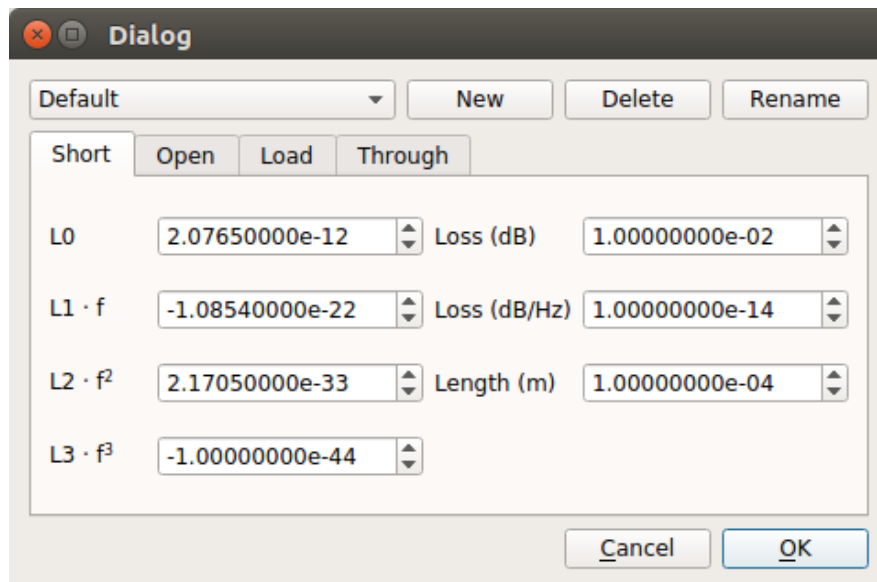 Dialog
Default New Delete Rename
Short Open Load Through
L0 2.07650000e-12 Loss (dB) 1.00000000e-02
L1 · f -1.08540000e-22 Loss (dB/Hz) 1.00000000e-14
L2 · f² 2.17050000e-33 Length (m) 1.00000000e-04
L3 · f³ -1.00000000e-44
Cancel OK